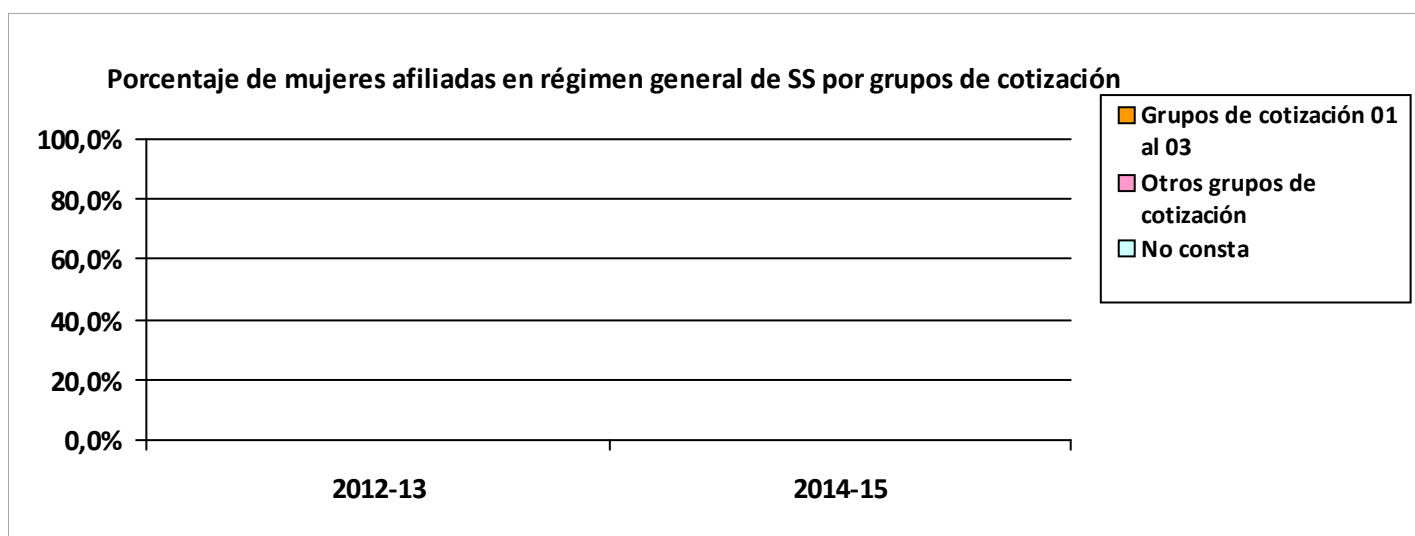 Porcentaje de mujeres afiliadas en régimen general de SS por grupos de cotización
100,0%
80,0%
60,0%
40,0%
20,0%
0,0%
2012-13
2014-15
Grupos de cotización 01
al 03
Otros grupos de
cotización
No consta